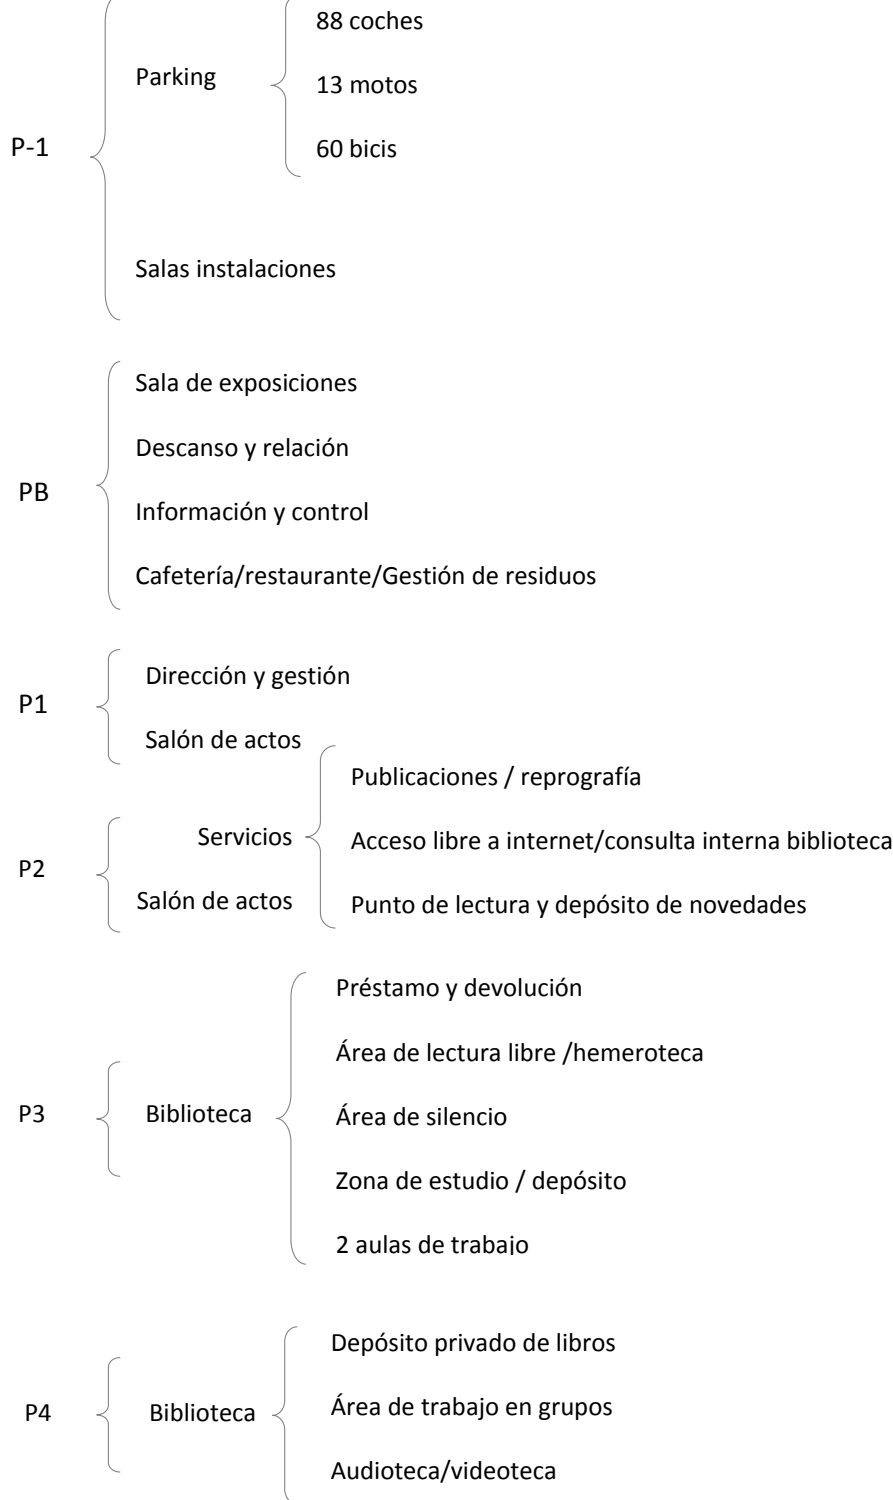 88 coches
Parking
13 motos
P-1
60 bicis
Salas instalaciones
Sala de exposiciones
Descanso y relación
PB
Información y control
Cafetería/restaurante/Gestión de residuos
Dirección y gestión
P1
Salón de actos
Publicaciones / reprografía
Servicios
Acceso libre a internet/consulta interna biblioteca
P2
Salón de actos
Punto de lectura y depósito de novedades
Préstamo y devolución
Área de lectura libre /hemeroteca
P3
Biblioteca
Área de silencio
Zona de estudio / depósito
2 aulas de trabajo
Depósito privado de libros
P4
Biblioteca
Área de trabajo en grupos
Audioteca/videoteca